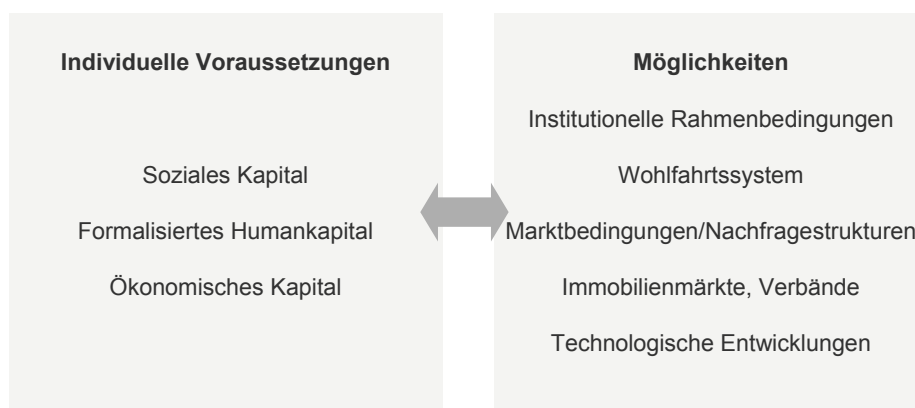 Individuelle Voraussetzungen
Soziales Kapital
Formalisiertes Humankapital
Ökonomisches Kapital
Möglichkeiten
Institutionelle Rahmenbedingungen
Wohlfahrtssystem
Marktbedingungen/Nachfragestrukturen
Immobilienmärkte, Verbände
Technologische Entwicklungen